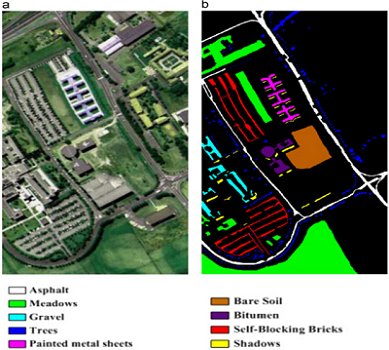 a
b
Asphalt
Meadows
Gravel
Trees
Painted metal sheets
Bare Soil
Bitumen
Self-Blocking Bricks
Shadows